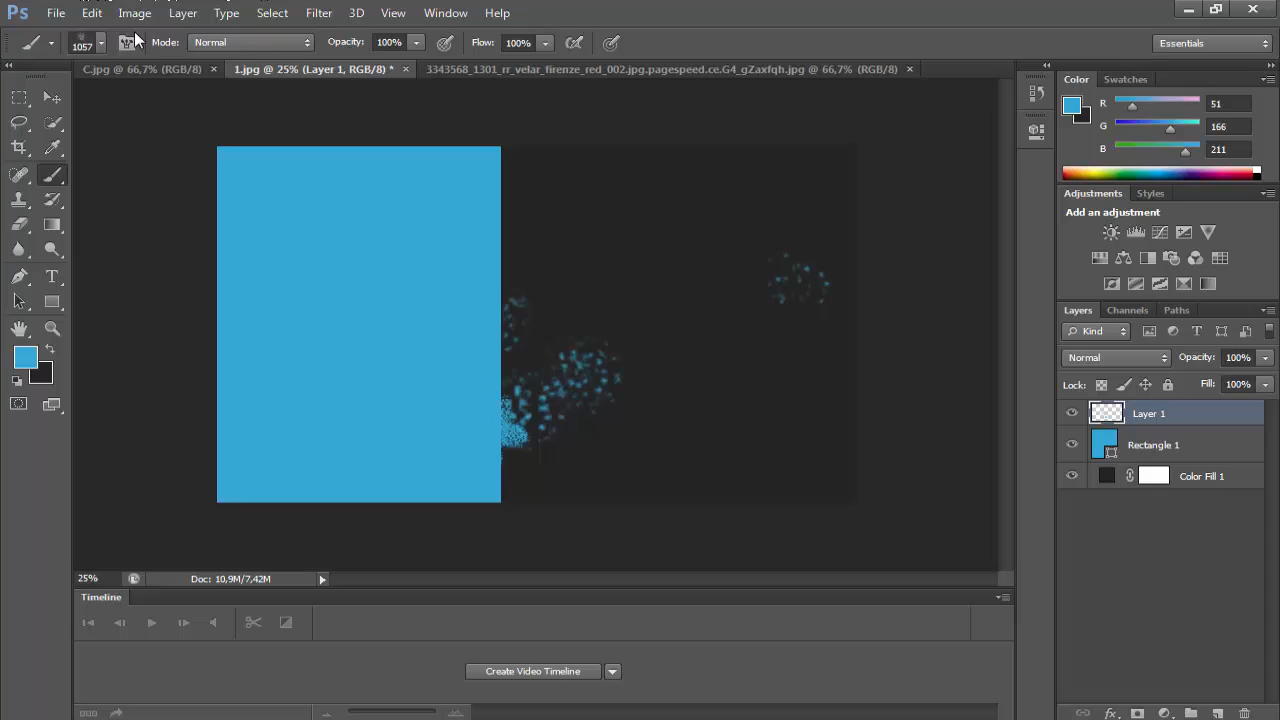 Ps File Edit Image Layer Type Select Filter 3D View Window Help
1057 Mode: Normal Opacity: 100% Flow: 100% Essentials
C.jpg @ 66,7% (RGB/8) × 1.jpg @ 25% (Layer 1, RGB/8) * × 3343568_1301_rr_velar_firenze_red_002.jpg.pagespeed.ce.G4_gZaxfqh.jpg @ 66,7% (RGB/8) ×
Color Swatches
R 51
G 166
B 211
Adjustments Styles
Add an adjustment
Layers Channels Paths
Kind
Normal Opacity: 100%
Lock: Fill: 100%
Layer 1
Rectangle 1
Color Fill 1
25% Doc: 10,9M/7,42M
Timeline
Create Video Timeline
fx